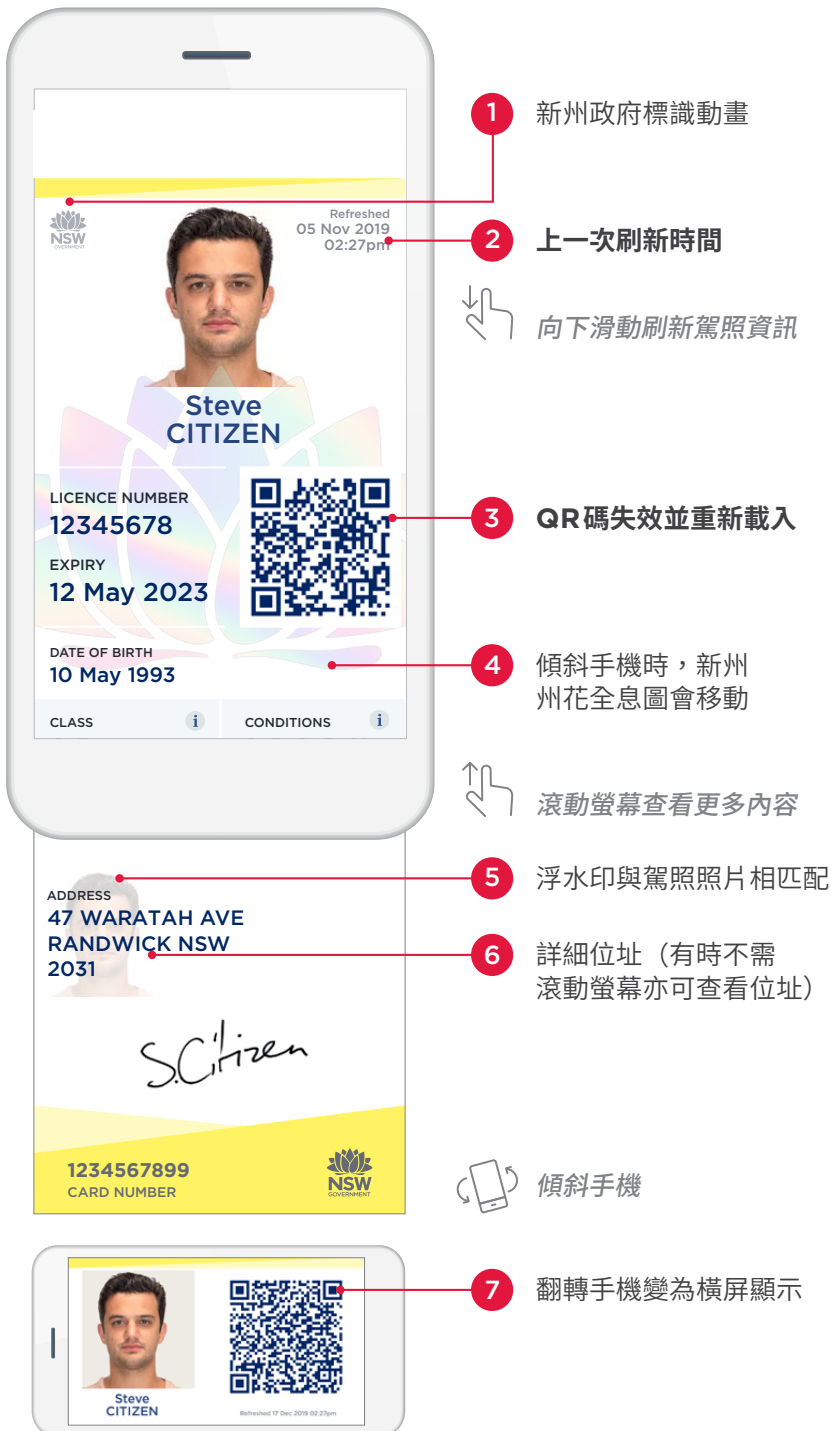 1 新州政府標識動畫
NSW
GOVERNMENT
Refreshed
05 Nov 2019
02:27pm
2 上一次刷新時間
向下滑動刷新駕照資訊
Steve
CITIZEN
LICENCE NUMBER
12345678
EXPIRY
12 May 2023
3 QR碼失效並重新載入
DATE OF BIRTH
10 May 1993
4 傾斜手機時，新州
州花全息圖會移動
CLASS i
CONDITIONS i
滾動螢幕查看更多內容
5 浮水印與駕照照片相匹配
ADDRESS
47 WARATAH AVE
RANDWICK NSW
2031
6 詳細位址（有時不需
滾動螢幕亦可查看位址）
S.Citizen
1234567899
CARD NUMBER
NSW
GOVERNMENT
傾斜手機
7 翻轉手機變為橫屏顯示
Steve
CITIZEN
Refreshed 17 Dec 2019 02:27pm